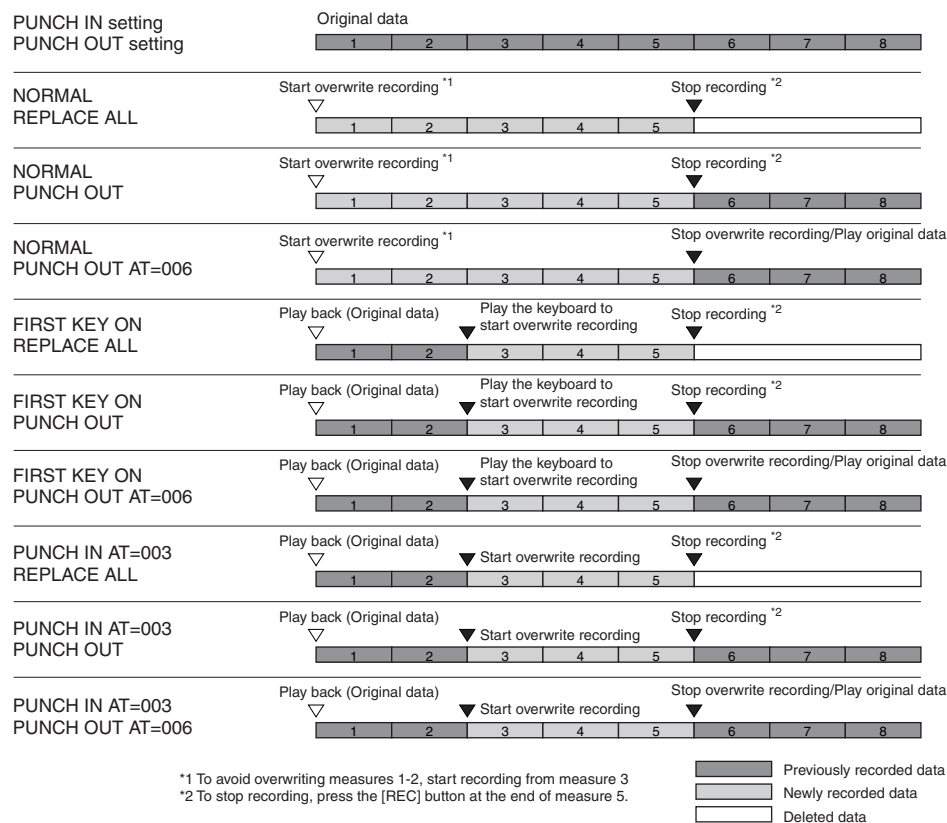 PUNCH IN setting
PUNCH OUT setting
Original data
1 2 3 4 5 6 7 8
NORMAL
REPLACE ALL
Start overwrite recording *1
Stop recording *2
1 2 3 4 5
NORMAL
PUNCH OUT
Start overwrite recording *1
Stop recording *2
1 2 3 4 5 6 7 8
NORMAL
PUNCH OUT AT=006
Start overwrite recording *1
Stop overwrite recording/Play original data
1 2 3 4 5 6 7 8
FIRST KEY ON
REPLACE ALL
Play back (Original data)
Play the keyboard to
start overwrite recording
Stop recording *2
1 2 3 4 5
FIRST KEY ON
PUNCH OUT
Play back (Original data)
Play the keyboard to
start overwrite recording
Stop recording *2
1 2 3 4 5 6 7 8
FIRST KEY ON
PUNCH OUT AT=006
Play back (Original data)
Play the keyboard to
start overwrite recording
Stop overwrite recording/Play original data
1 2 3 4 5 6 7 8
PUNCH IN AT=003
REPLACE ALL
Play back (Original data)
Start overwrite recording
Stop recording *2
1 2 3 4 5
PUNCH IN AT=003
PUNCH OUT
Play back (Original data)
Start overwrite recording
Stop recording *2
1 2 3 4 5 6 7 8
PUNCH IN AT=003
PUNCH OUT AT=006
Play back (Original data)
Start overwrite recording
Stop overwrite recording/Play original data
1 2 3 4 5 6 7 8
*1 To avoid overwriting measures 1-2, start recording from measure 3
*2 To stop recording, press the [REC] button at the end of measure 5.
Previously recorded data
Newly recorded data
Deleted data